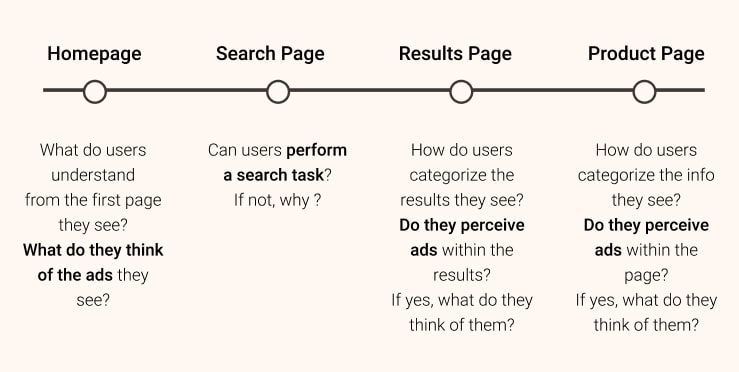 Homepage
What do users
understand
from the first page
they see?
What do they think
of the ads they
see?
Search Page
Can users perform
a search task?
If not, why ?
Results Page
How do users
categorize the
results they see?
Do they perceive
ads within the
results?
If yes, what do they
think of them?
Product Page
How do users
categorize the info
they see?
Do they perceive
ads within the
page?
If yes, what do they
think of them?